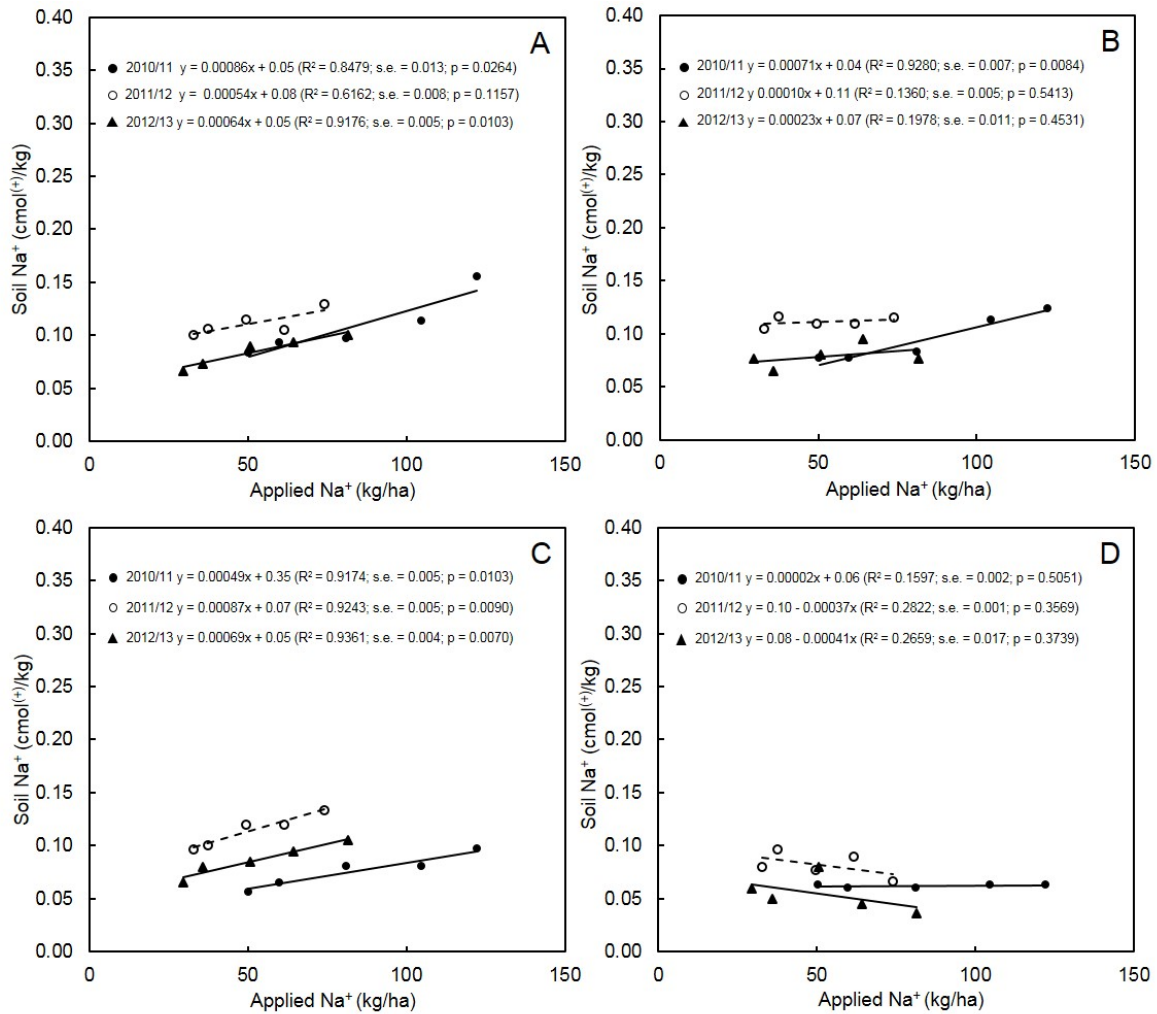 A
2010/11 y = 0.00086x + 0.05 (R² = 0.8479; s.e. = 0.013; p = 0.0264)
2011/12 y = 0.00054x + 0.08 (R² = 0.6162; s.e. = 0.008; p = 0.1157)
2012/13 y = 0.00064x + 0.05 (R² = 0.9176; s.e. = 0.005; p = 0.0103)
0.40
0.35
0.30
0.25
0.20
0.15
0.10
0.05
0.00
Soil Na⁺ (cmol⁽⁺⁾/kg)
0 50 100 150
Applied Na⁺ (kg/ha)
B
2010/11 y = 0.00071x + 0.04 (R² = 0.9280; s.e. = 0.007; p = 0.0084)
2011/12 y 0.00010x + 0.11 (R² = 0.1360; s.e. = 0.005; p = 0.5413)
2012/13 y = 0.00023x + 0.07 (R² = 0.1978; s.e. = 0.011; p = 0.4531)
0.40
0.35
0.30
0.25
0.20
0.15
0.10
0.05
0.00
Soil Na⁺ (cmol⁽⁺⁾/kg)
0 50 100 150
Applied Na⁺ (kg/ha)
C
2010/11 y = 0.00049x + 0.35 (R² = 0.9174; s.e. = 0.005; p = 0.0103)
2011/12 y = 0.00087x + 0.07 (R² = 0.9243; s.e. = 0.005; p = 0.0090)
2012/13 y = 0.00069x + 0.05 (R² = 0.9361; s.e. = 0.004; p = 0.0070)
0.40
0.35
0.30
0.25
0.20
0.15
0.10
0.05
0.00
Soil Na⁺ (cmol⁽⁺⁾/kg)
0 50 100 150
Applied Na⁺ (kg/ha)
D
2010/11 y = 0.00002x + 0.06 (R² = 0.1597; s.e. = 0.002; p = 0.5051)
2011/12 y = 0.10 - 0.00037x (R² = 0.2822; s.e. = 0.001; p = 0.3569)
2012/13 y = 0.08 - 0.00041x (R² = 0.2659; s.e. = 0.017; p = 0.3739)
0.40
0.35
0.30
0.25
0.20
0.15
0.10
0.05
0.00
Soil Na⁺ (cmol⁽⁺⁾/kg)
0 50 100 150
Applied Na⁺ (kg/ha)